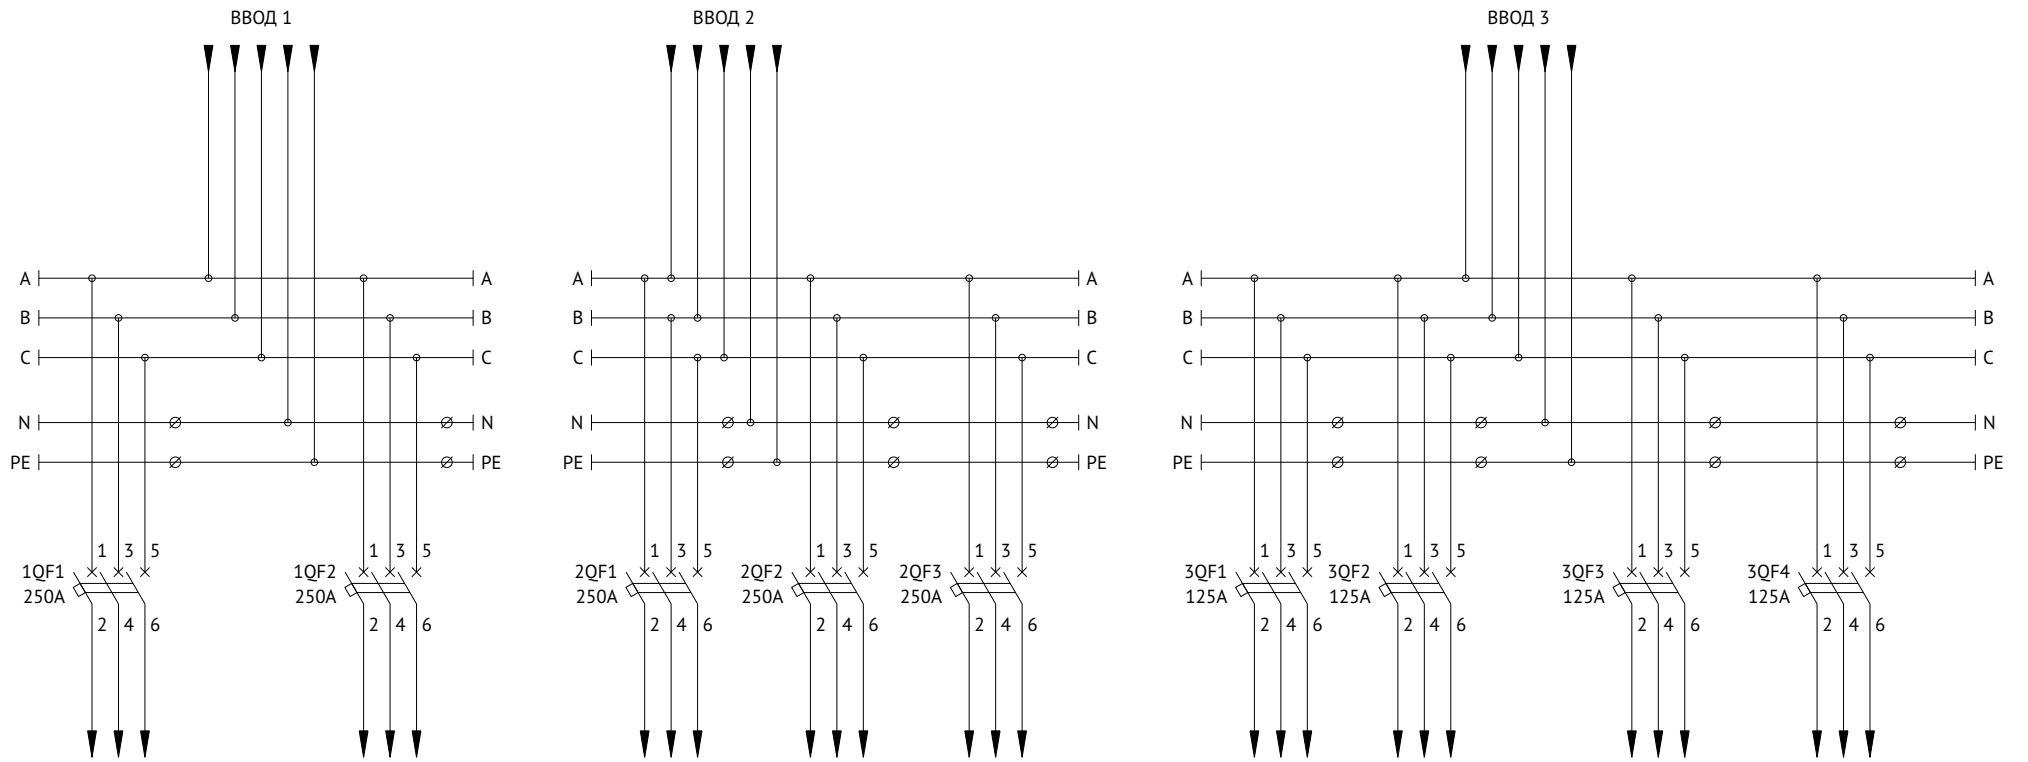 ВВОД 1 ВВОД 2 ВВОД 3
A A A A A A
B B B B B B
C C C C C C
N N N N N N
PE PE PE PE PE PE
1 3 5 1 3 5 1 3 5 1 3 5 1 3 5 1 3 5 1 3 5 1 3 5 1 3 5
1QF1 1QF2 2QF1 2QF2 2QF3 3QF1 3QF2 3QF3 3QF4
250A 250A 250A 250A 250A 125A 125A 125A 125A
2 4 6 2 4 6 2 4 6 2 4 6 2 4 6 2 4 6 2 4 6 2 4 6 2 4 6